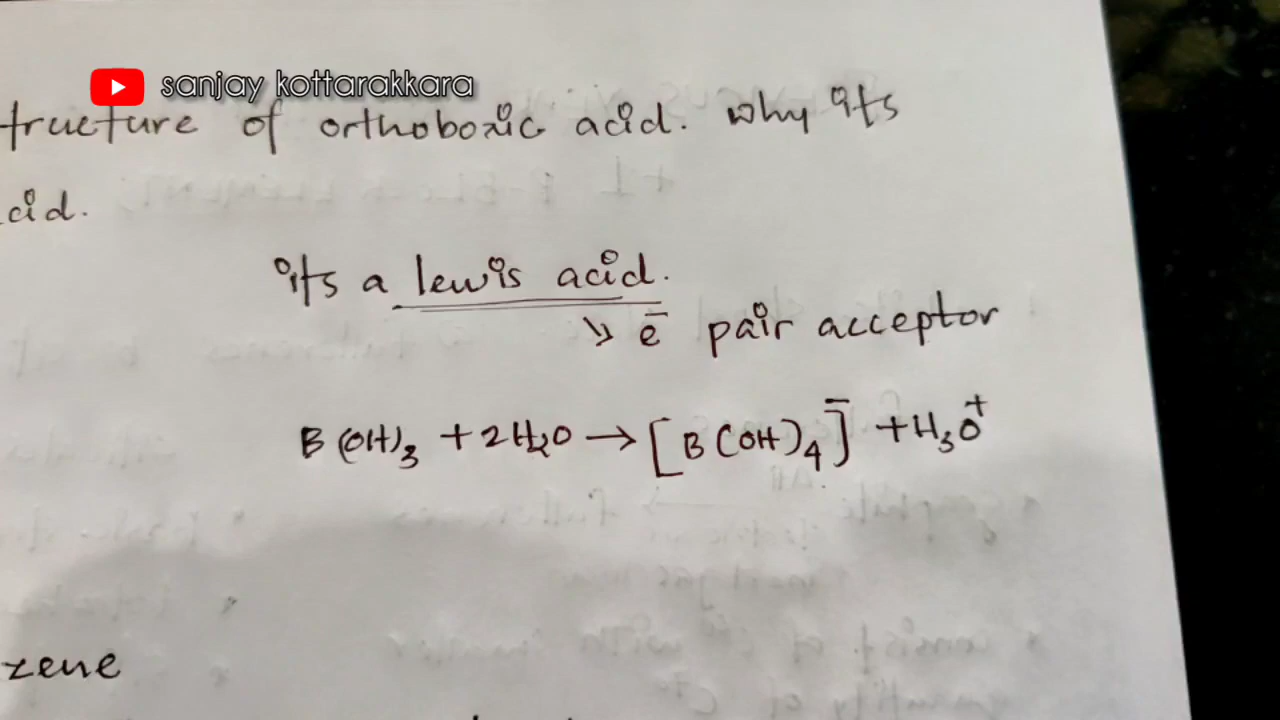 sanjay kottarakkara
tructure of orthoboric acid. why its
cid.
its a lewis acid.
↳ e⁻ pair acceptor
B(OH)₃ + 2H₂O → [B(OH)₄]⁻ + H₃O⁺
zene